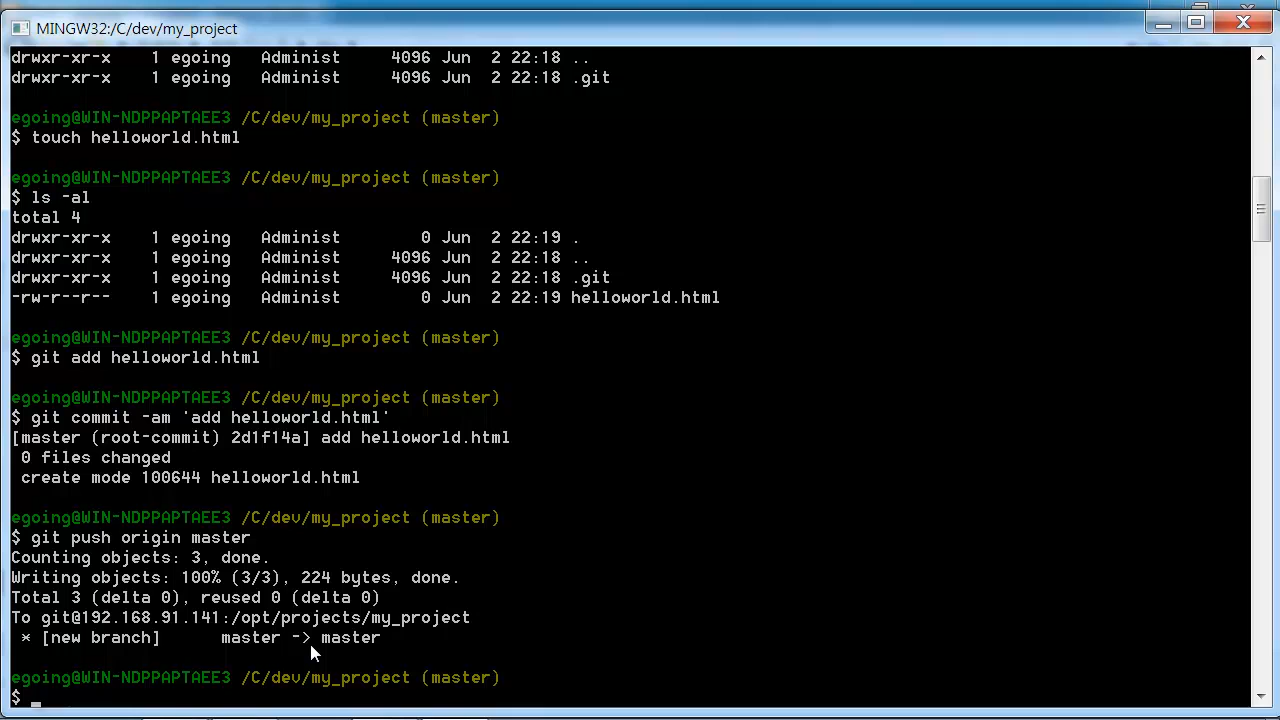 MINGW32:/C/dev/my_project
drwxr-xr-x    1 egoing   Administ     4096 Jun  2 22:18 ..
drwxr-xr-x    1 egoing   Administ     4096 Jun  2 22:18 .git
egoing@WIN-NDPPAPTAEE3 /C/dev/my_project (master)
$ touch helloworld.html
egoing@WIN-NDPPAPTAEE3 /C/dev/my_project (master)
$ ls -al
total 4
drwxr-xr-x    1 egoing   Administ        0 Jun  2 22:19 .
drwxr-xr-x    1 egoing   Administ     4096 Jun  2 22:18 ..
drwxr-xr-x    1 egoing   Administ     4096 Jun  2 22:18 .git
-rw-r--r--    1 egoing   Administ        0 Jun  2 22:19 helloworld.html
egoing@WIN-NDPPAPTAEE3 /C/dev/my_project (master)
$ git add helloworld.html
egoing@WIN-NDPPAPTAEE3 /C/dev/my_project (master)
$ git commit -am 'add helloworld.html'
[master (root-commit) 2d1f14a] add helloworld.html
 0 files changed
 create mode 100644 helloworld.html
egoing@WIN-NDPPAPTAEE3 /C/dev/my_project (master)
$ git push origin master
Counting objects: 3, done.
Writing objects: 100% (3/3), 224 bytes, done.
Total 3 (delta 0), reused 0 (delta 0)
To git@192.168.91.141:/opt/projects/my_project
 * [new branch]      master -> master
egoing@WIN-NDPPAPTAEE3 /C/dev/my_project (master)
$